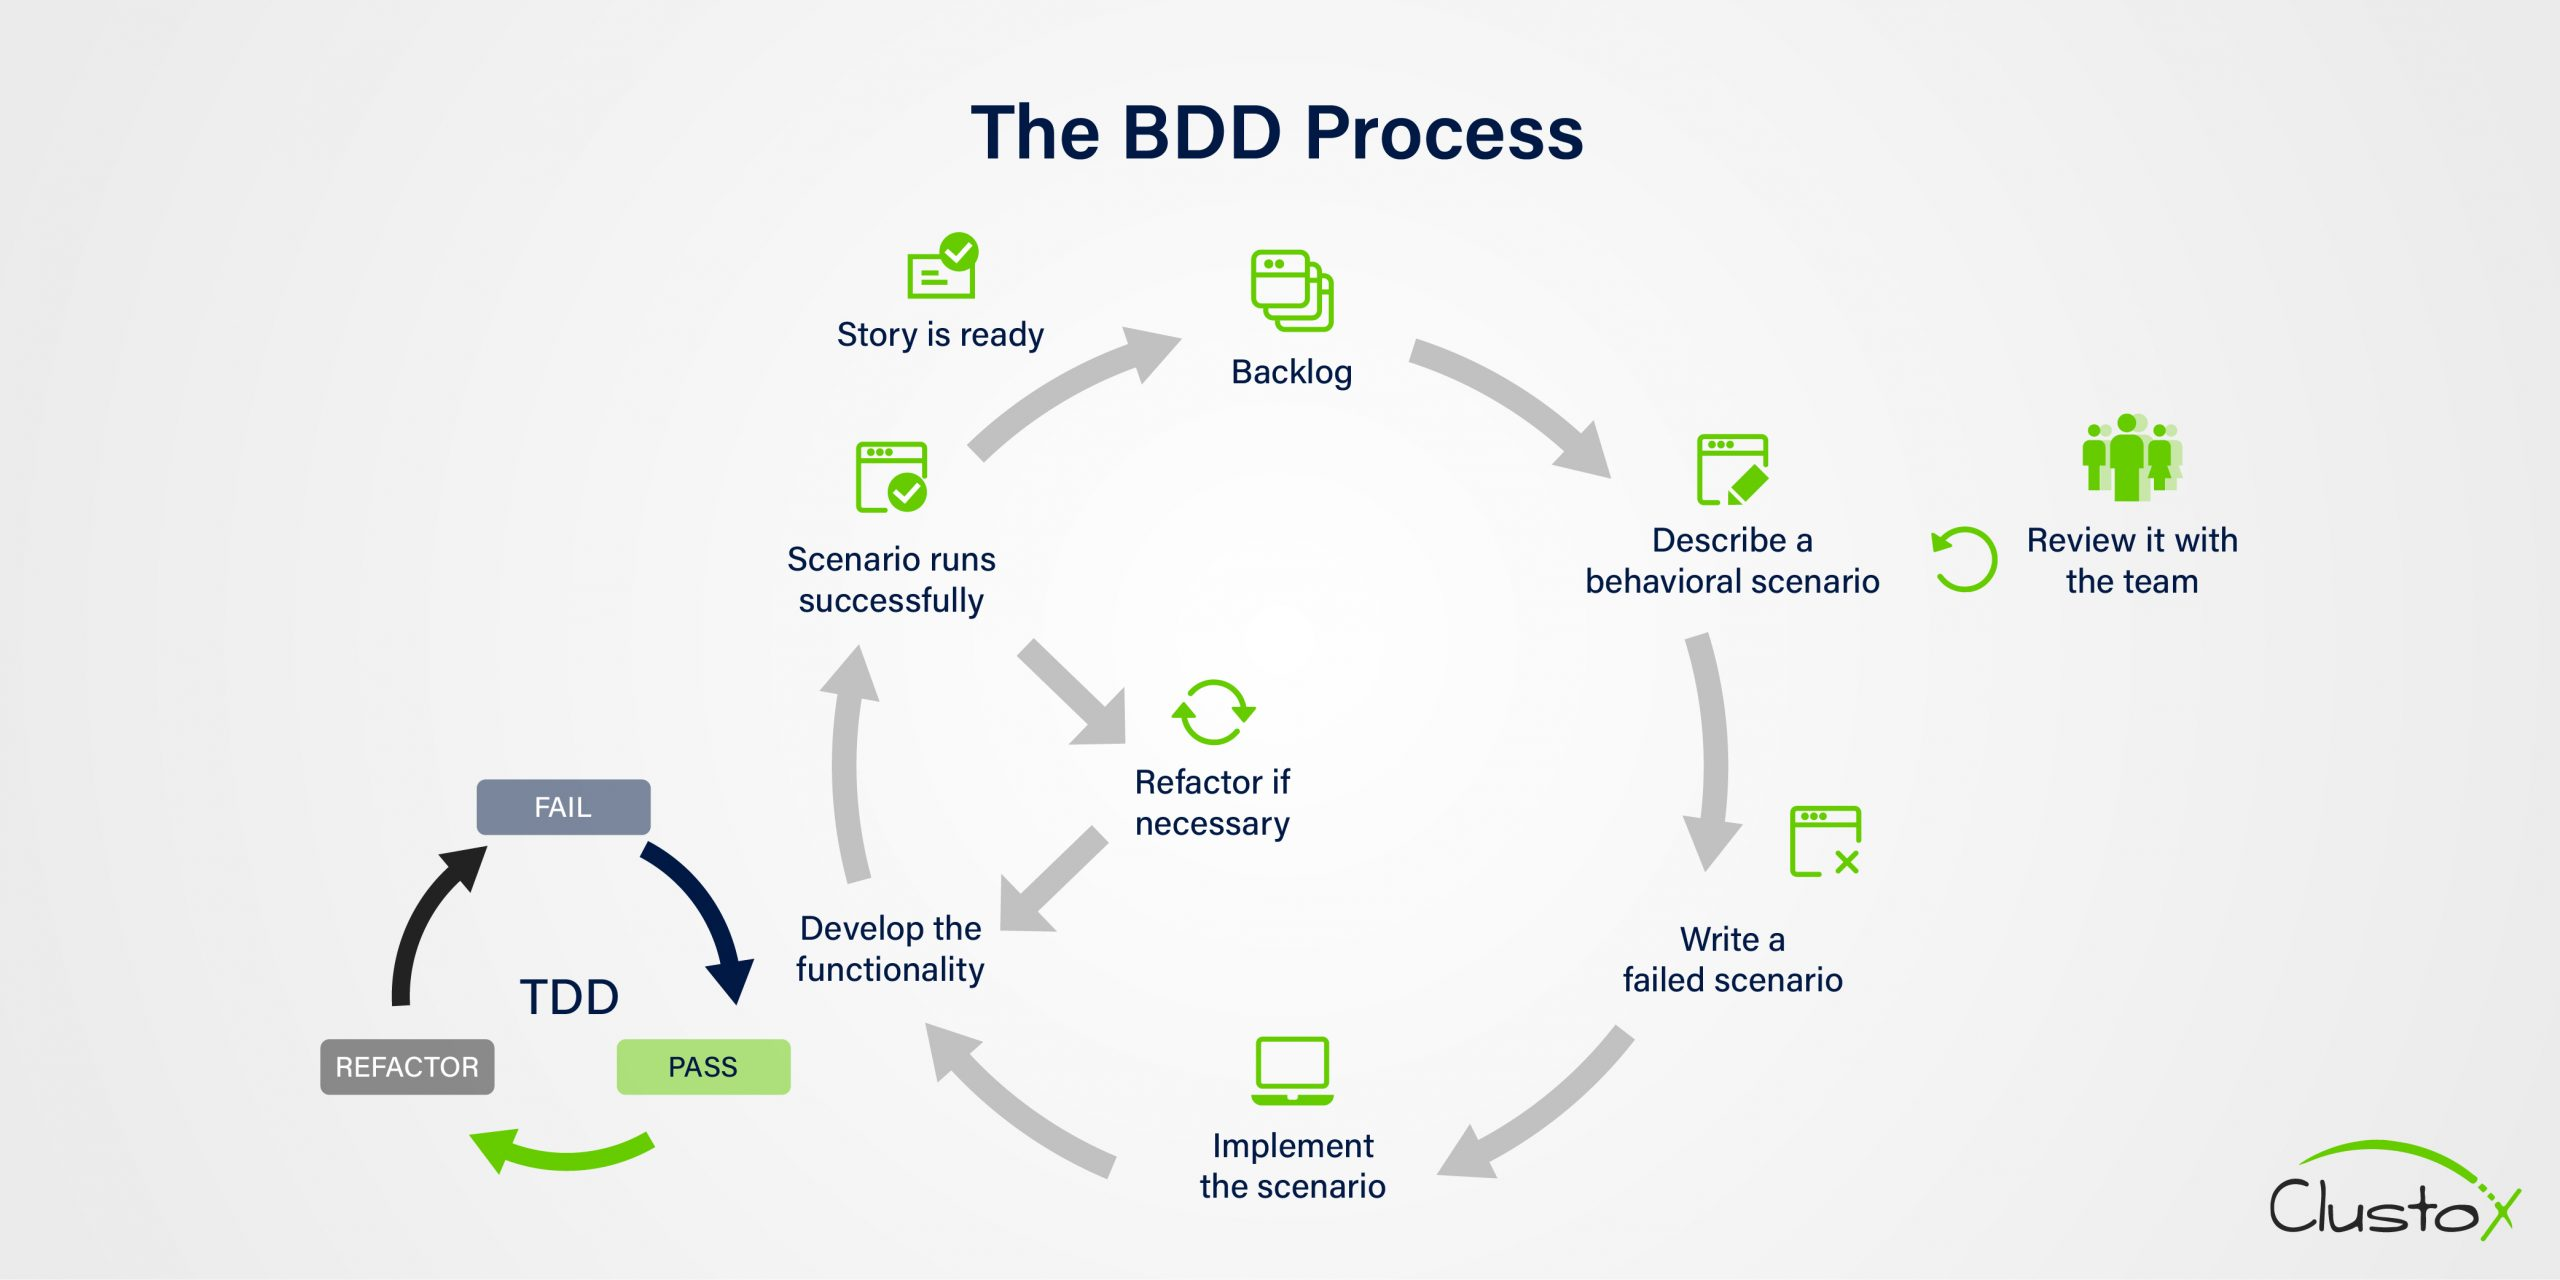 The BDD Process
Story is ready
Backlog
Describe a
behavioral scenario
Review it with
the team
Scenario runs
successfully
Refactor if
necessary
Write a
failed scenario
Develop the
functionality
Implement
the scenario
FAIL
TDD
REFACTOR
PASS
Clustox